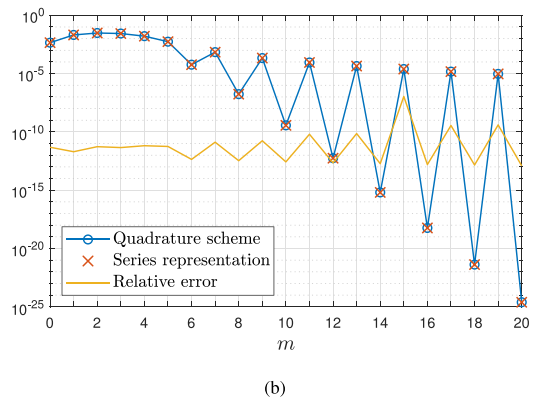 10^0
10^-5
10^-10
10^-15
10^-20
10^-25
Quadrature scheme
Series representation
Relative error
0 2 4 6 8 10 12 14 16 18 20
m
(b)